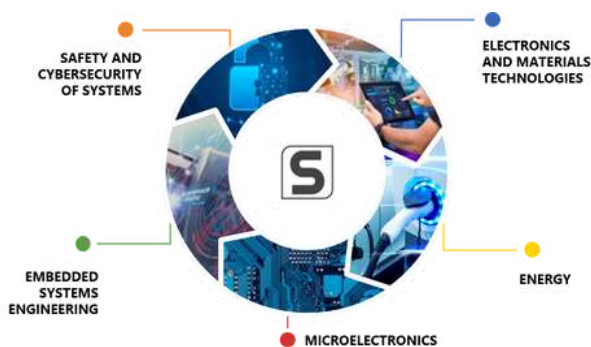 SAFETY AND
CYBERSECURITY
OF SYSTEMS
ELECTRONICS
AND MATERIALS
TECHNOLOGIES
S
EMBEDDED
SYSTEMS
ENGINEERING
ENERGY
MICROELECTRONICS